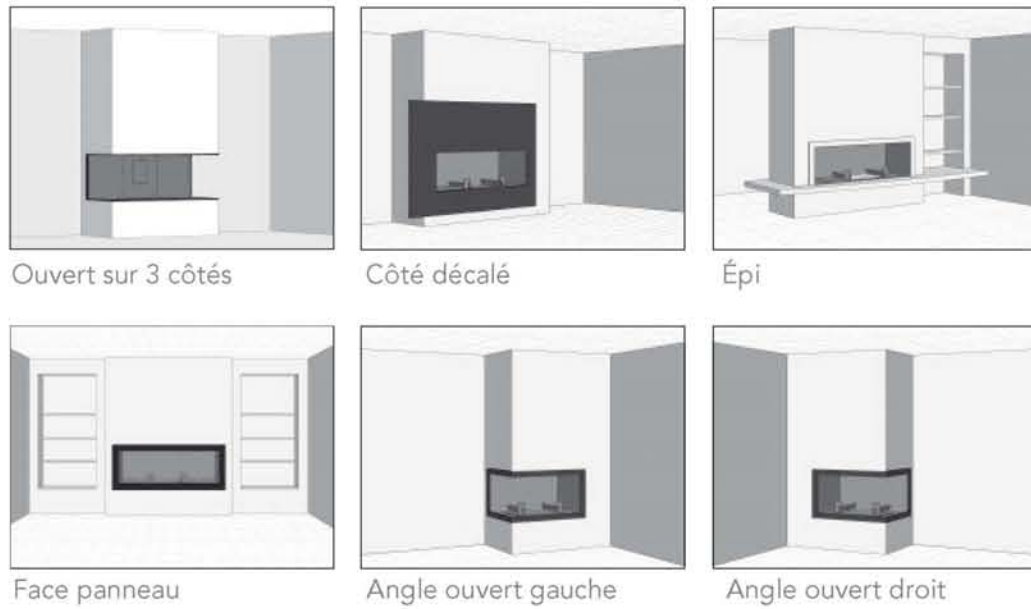 Ouvert sur 3 côtés
Côté décalé
Épi
Face panneau
Angle ouvert gauche
Angle ouvert droit